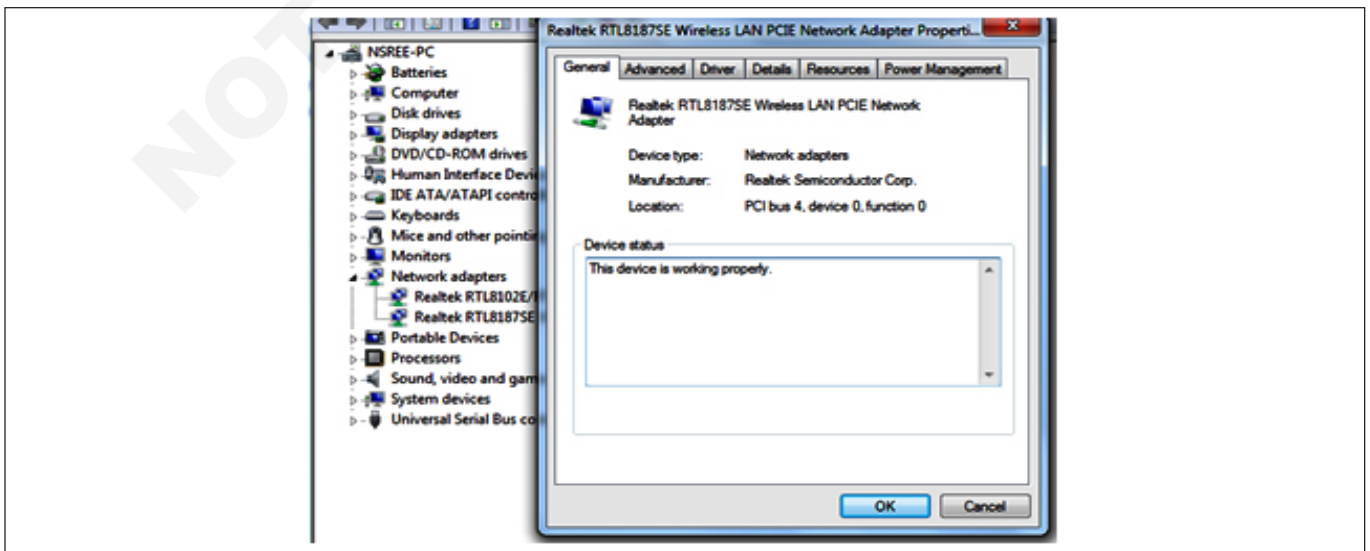 NOT
NSREE-PC
Batteries
Computer
Disk drives
Display adapters
DVD/CD-ROM drives
Human Interface Devi
IDE ATA/ATAPI contro
Keyboards
Mice and other pointi
Monitors
Network adapters
Realtek RTL8102E/
Realtek RTL8187SE
Portable Devices
Processors
Sound, video and gam
System devices
Universal Serial Bus co
Realtek RTL8187SE Wireless LAN PCIE Network Adapter Properti...
General Advanced Driver Details Resources Power Management
Realtek RTL8187SE Wireless LAN PCIE Network
Adapter
Device type: Network adapters
Manufacturer: Realtek Semiconductor Corp.
Location: PCI bus 4, device 0, function 0
Device status
This device is working properly.
OK Cancel